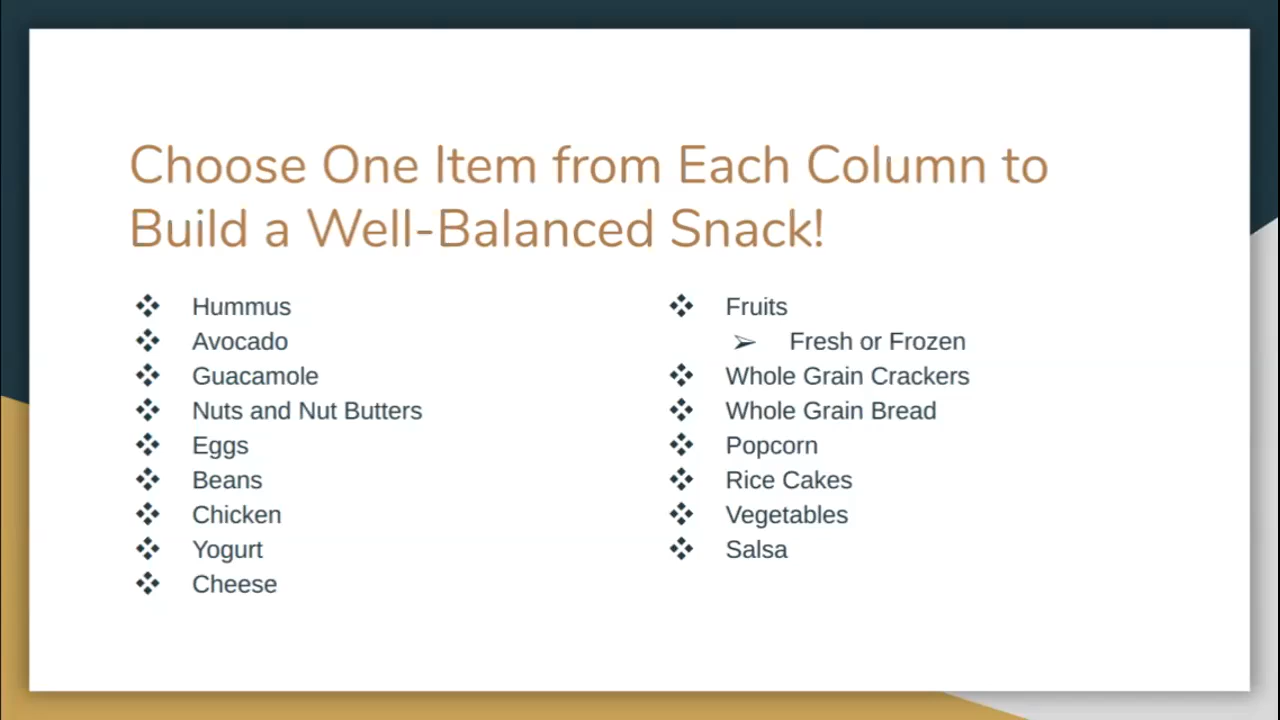 Choose One Item from Each Column to
Build a Well-Balanced Snack!
Hummus
Avocado
Guacamole
Nuts and Nut Butters
Eggs
Beans
Chicken
Yogurt
Cheese
Fruits
Fresh or Frozen
Whole Grain Crackers
Whole Grain Bread
Popcorn
Rice Cakes
Vegetables
Salsa